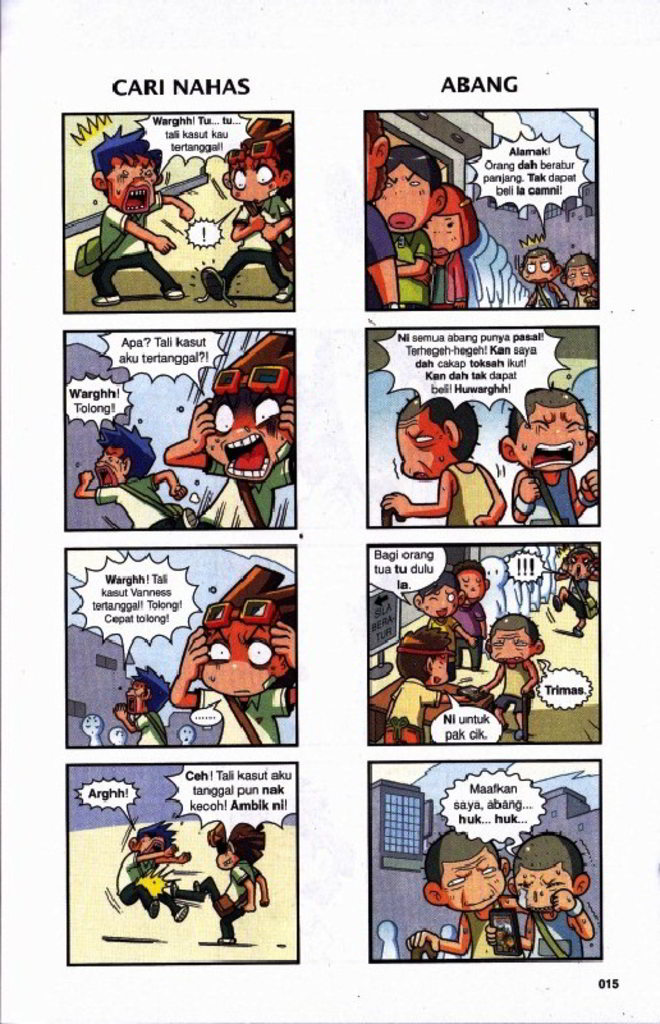 CARI NAHAS
Warghh! Tu... tu...
tali kasut kau
tertanggal!
!
Apa? Tali kasut
aku tertanggal?!
Warghh!
Tolong!
Warghh! Tali
kasut Vanness
tertanggal! Tolong!
Cepat tolong!
..........
Arghh!
Ceh! Tali kasut aku
tanggal pun nak
kecoh! Ambik ni!
ABANG
Alamak!
Orang dah beratur
panjang. Tak dapat
beli la camni!
Ni semua abang punya pasal!
Terhegeh-hegeh! Kan saya
dah cakap toksah ikut!
Kan dah tak dapat
beli! Huwarghh!
Bagi orang
tua tu dulu
la.
!!!
SILA
BERA-
TUR
Trimas.
Ni untuk
pak cik.
Maafkan
saya, abang...
huk... huk...
015